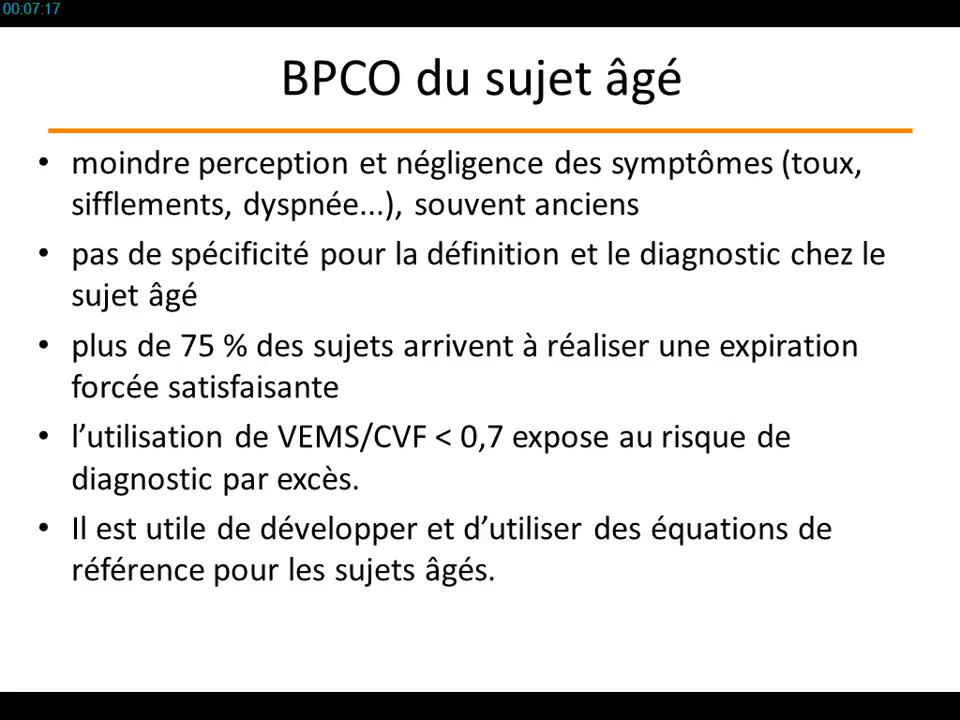 00:07:17
BPCO du sujet âgé
• moindre perception et négligence des symptômes (toux,
sifflements, dyspnée...), souvent anciens
• pas de spécificité pour la définition et le diagnostic chez le
sujet âgé
• plus de 75 % des sujets arrivent à réaliser une expiration
forcée satisfaisante
• l’utilisation de VEMS/CVF < 0,7 expose au risque de
diagnostic par excès.
• Il est utile de développer et d’utiliser des équations de
référence pour les sujets âgés.